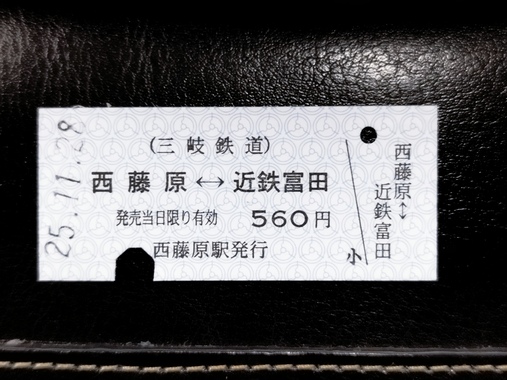 25.11.28
(三岐鉄道)
西藤原↔近鉄富田
発売当日限り有効 560円
西藤原駅発行
西藤原↔
近鉄富田
小